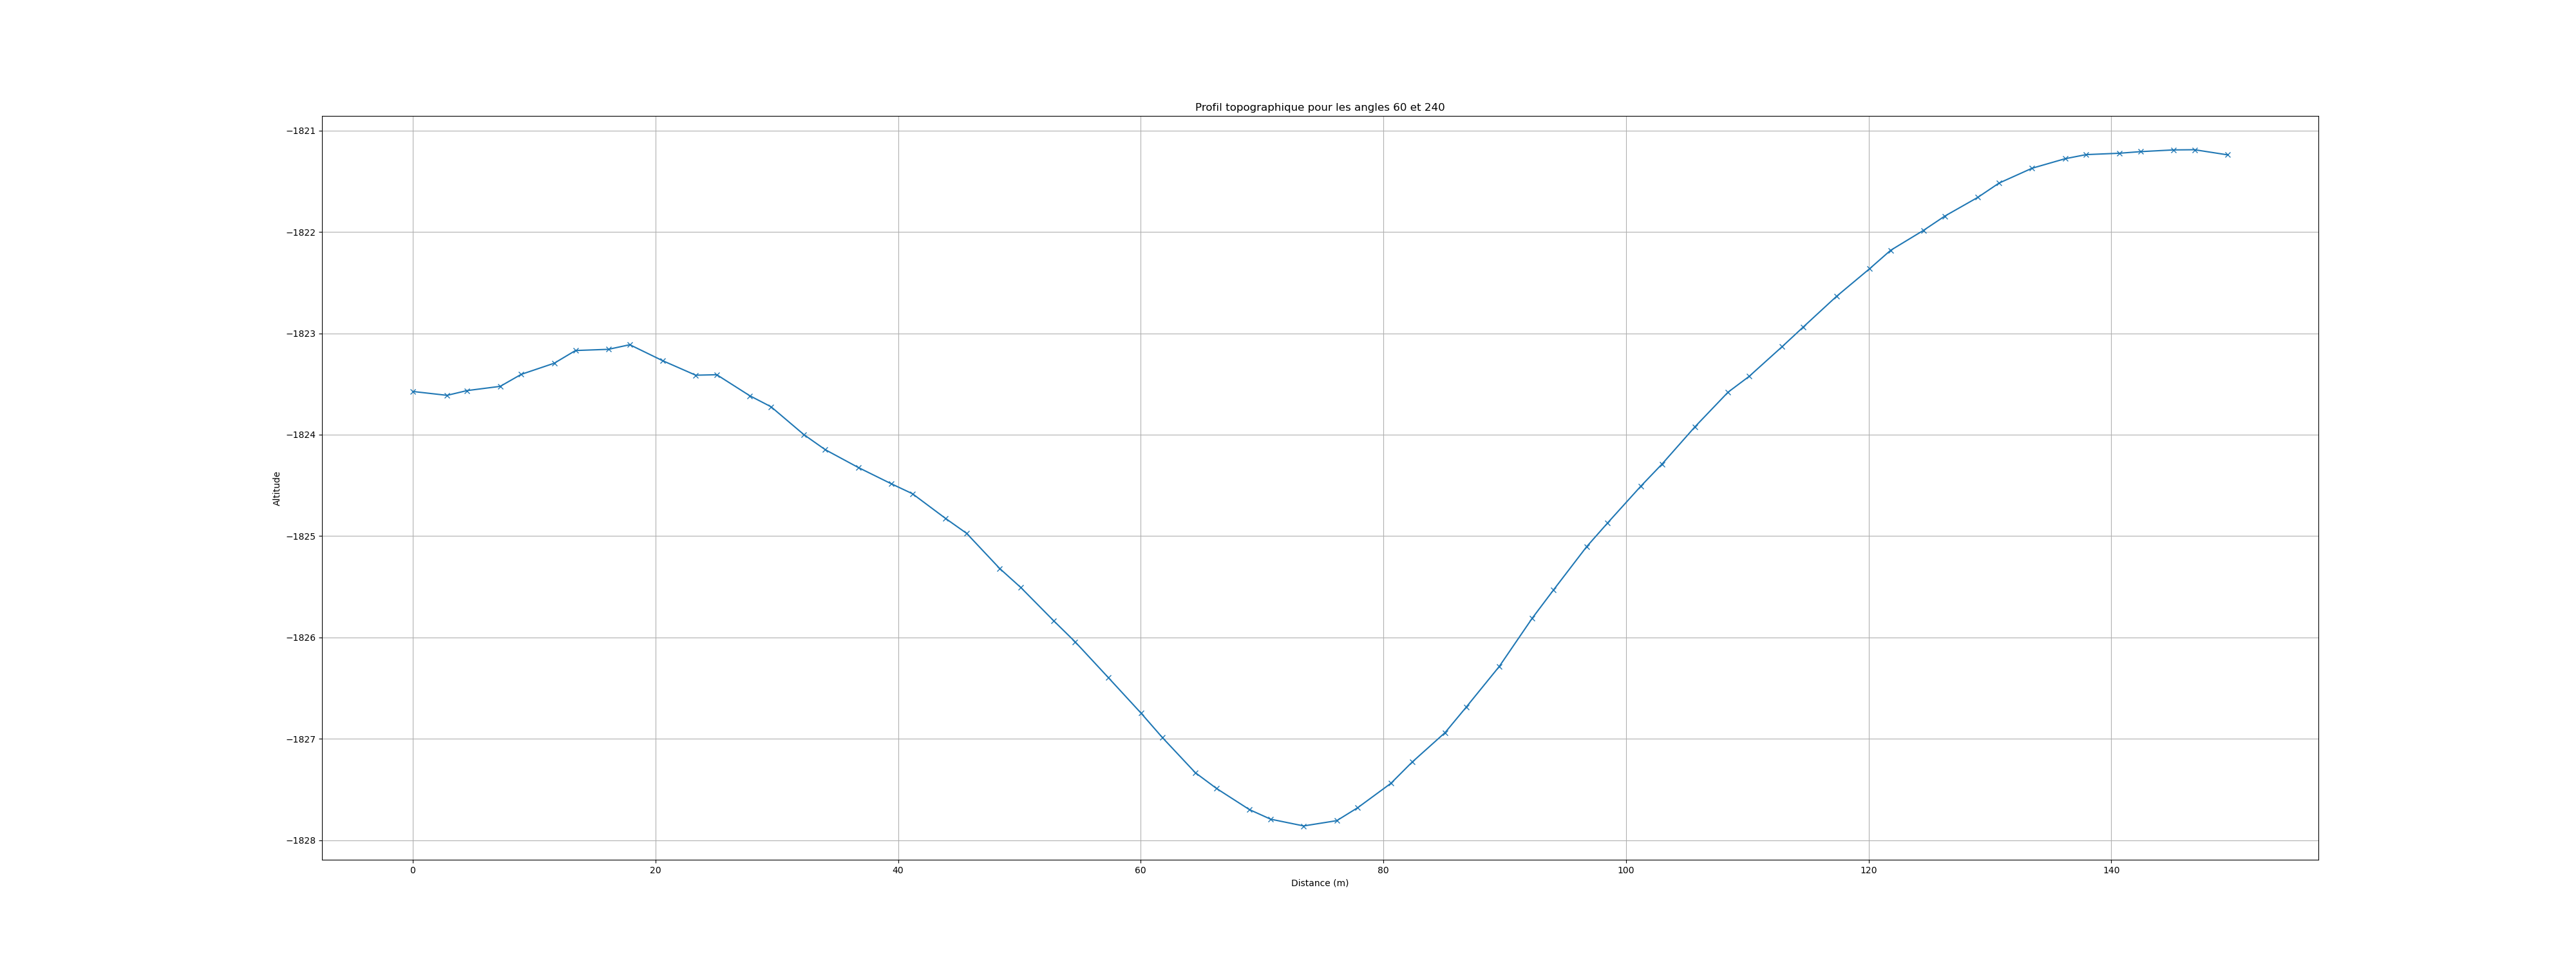 Profil topographique pour les angles 60 et 240
−1821
−1822
−1823
−1824
−1825
−1826
−1827
−1828
Altitude
0 20 40 60 80 100 120 140
Distance (m)